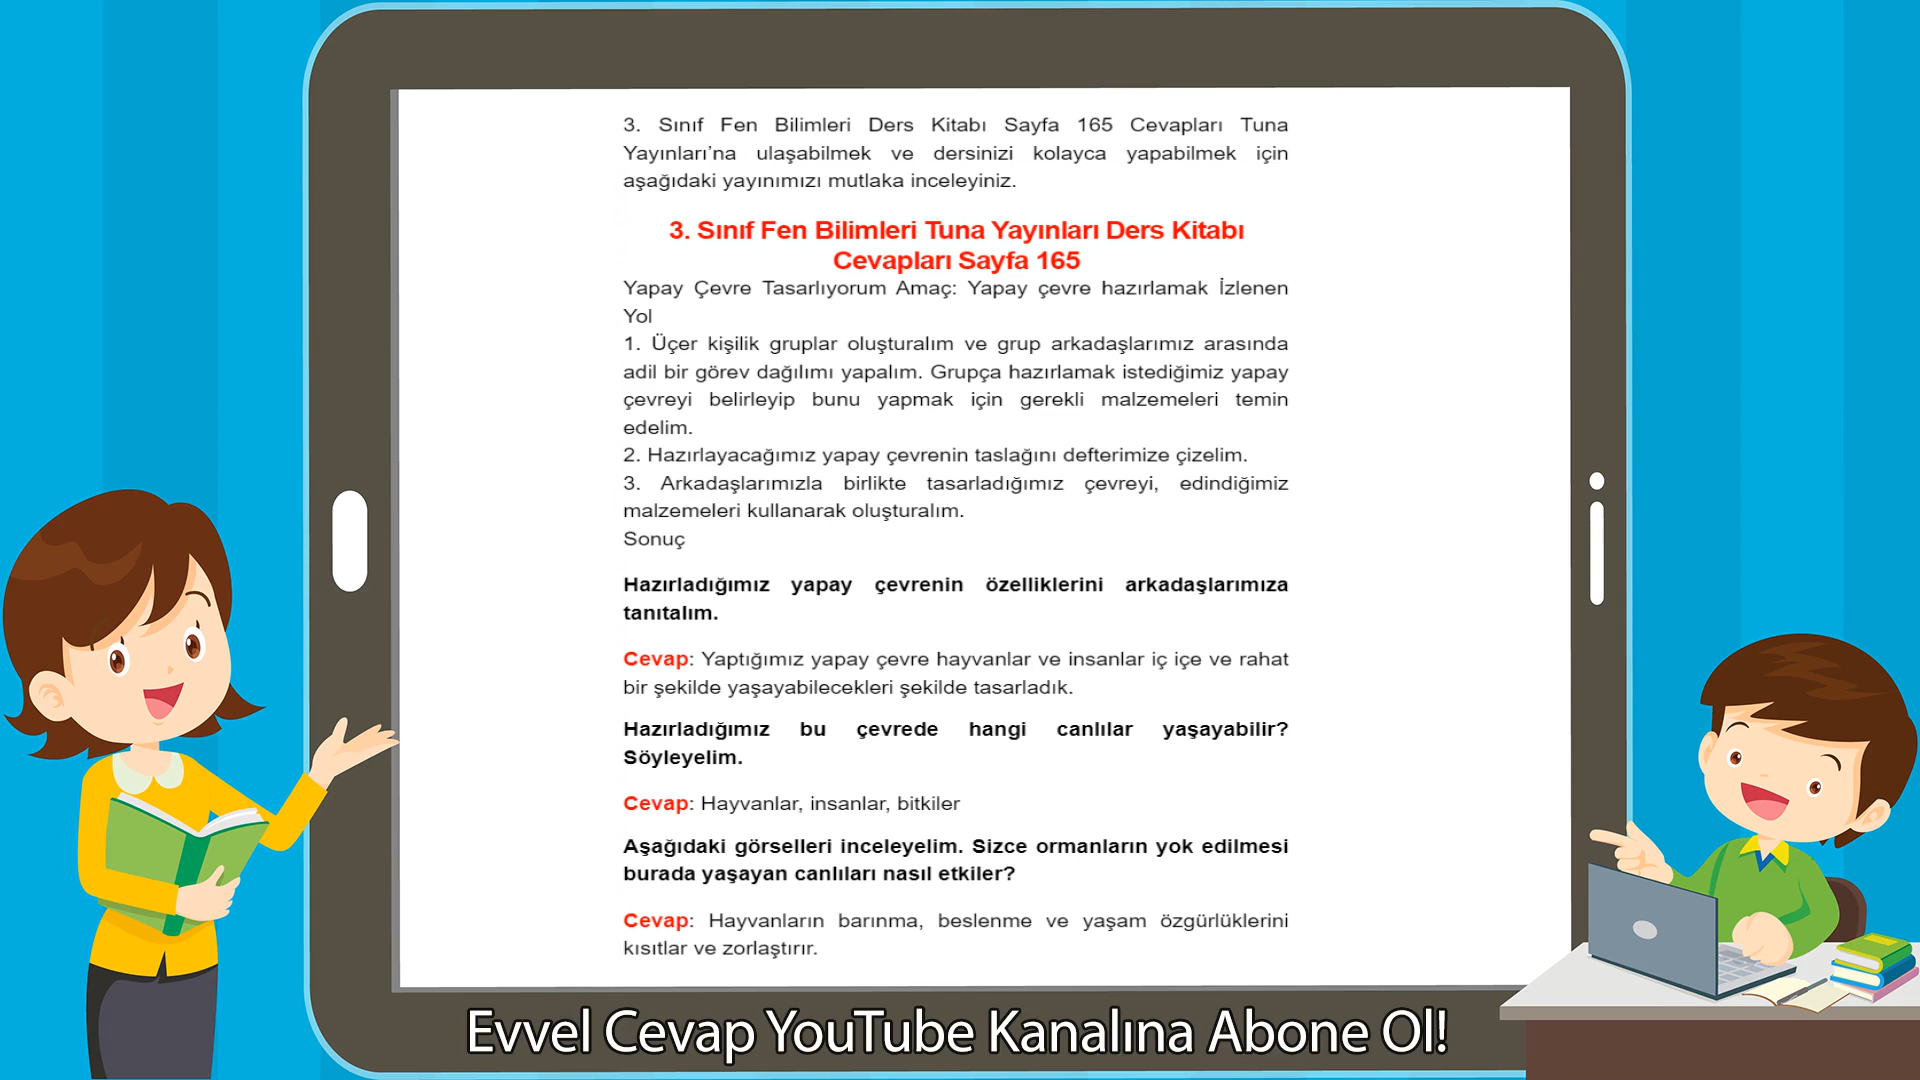 3. Sınıf Fen Bilimleri Ders Kitabı Sayfa 165 Cevapları Tuna
Yayınları’na ulaşabilmek ve dersinizi kolayca yapabilmek için
aşağıdaki yayınımızı mutlaka inceleyiniz.
3. Sınıf Fen Bilimleri Tuna Yayınları Ders Kitabı
Cevapları Sayfa 165
Yapay Çevre Tasarlıyorum Amaç: Yapay çevre hazırlamak İzlenen
Yol
1. Üçer kişilik gruplar oluşturalım ve grup arkadaşlarımız arasında
adil bir görev dağılımı yapalım. Grupça hazırlamak istediğimiz yapay
çevreyi belirleyip bunu yapmak için gerekli malzemeleri temin
edelim.
2. Hazırlayacağımız yapay çevrenin taslağını defterimize çizelim.
3. Arkadaşlarımızla birlikte tasarladığımız çevreyi, edindiğimiz
malzemeleri kullanarak oluşturalım.
Sonuç
Hazırladığımız yapay çevrenin özelliklerini arkadaşlarımıza
tanıtalım.
Cevap: Yaptığımız yapay çevre hayvanlar ve insanlar iç içe ve rahat
bir şekilde yaşayabilecekleri şekilde tasarladık.
Hazırladığımız bu çevrede hangi canlılar yaşayabilir?
Söyleyelim.
Cevap: Hayvanlar, insanlar, bitkiler
Aşağıdaki görselleri inceleyelim. Sizce ormanların yok edilmesi
burada yaşayan canlıları nasıl etkiler?
Cevap: Hayvanların barınma, beslenme ve yaşam özgürlüklerini
kısıtlar ve zorlaştırır.
Evvel Cevap YouTube Kanalına Abone Ol!